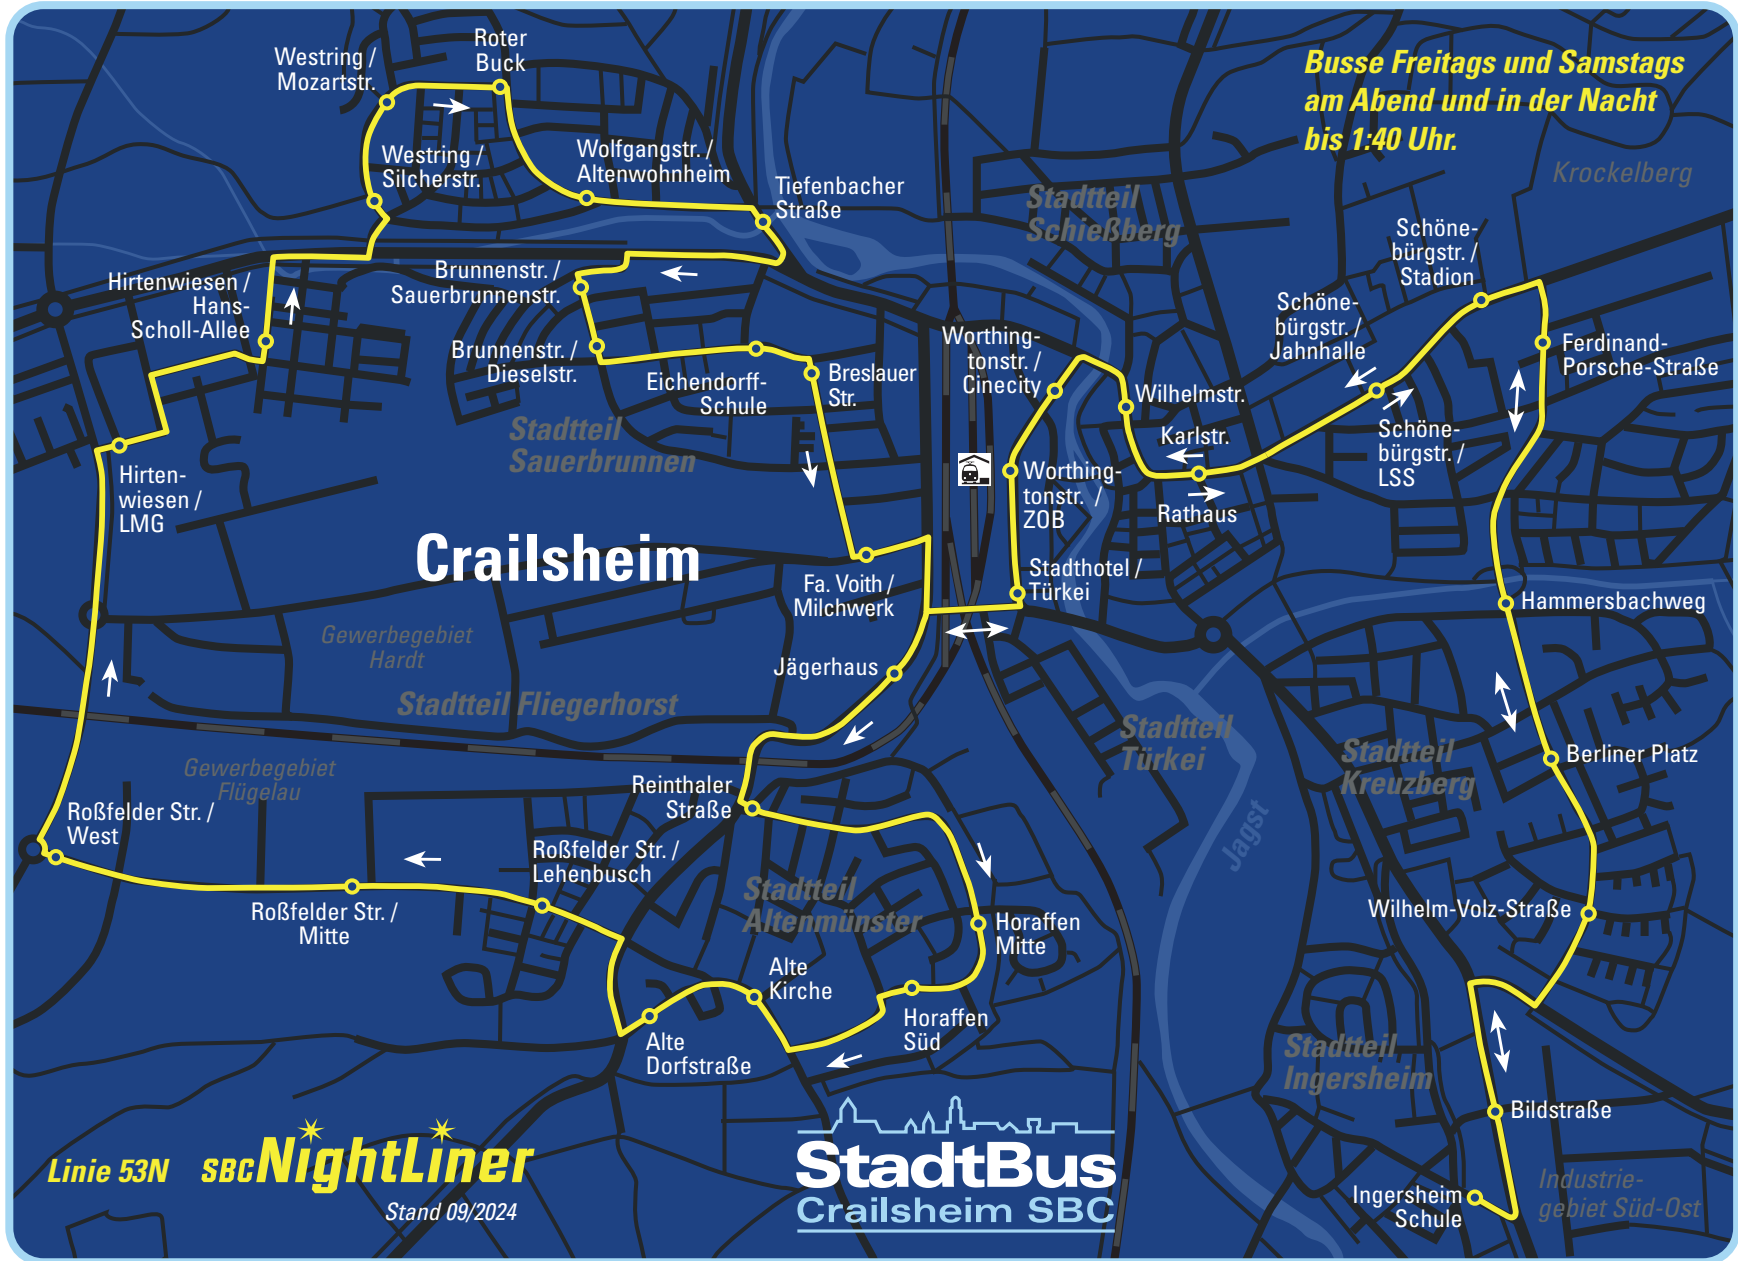 Busse Freitags und Samstags
am Abend und in der Nacht
bis 1:40 Uhr.
Roter
Buck
Westring /
Mozartstr.
Westring /
Silcherstr.
Wolfgangstr. /
Altenwohnheim
Tiefenbacher
Straße
Stadtteil
Schießberg
Krockelberg
Schöne-
bürgstr. /
Stadion
Hirtenwiesen /
Hans-
Scholl-Allee
Brunnenstr. /
Sauerbrunnenstr.
Brunnenstr. /
Dieselstr.
Eichendorff-
Schule
Breslauer
Str.
Worthing-
tonstr. /
Cinecity
Schöne-
bürgstr. /
Jahnhalle
Ferdinand-
Porsche-Straße
Wilhelmstr.
Karlstr.
Schöne-
bürgstr. /
LSS
Stadtteil
Sauerbrunnen
Hirten-
wiesen /
LMG
Worthing-
tonstr. /
ZOB
Rathaus
Crailsheim
Fa. Voith /
Milchwerk
Stadthotel /
Türkei
Hammersbachweg
Gewerbegebiet
Hardt
Jägerhaus
Stadtteil Fliegerhorst
Stadtteil
Türkei
Stadtteil
Kreuzberg
Berliner Platz
Gewerbegebiet
Flügelau
Reinthaler
Straße
Roßfelder Str. /
West
Roßfelder Str. /
Lehenbusch
Jagst
Stadtteil
Altenmünster
Roßfelder Str. /
Mitte
Horaffen
Mitte
Wilhelm-Volz-Straße
Alte
Kirche
Horaffen
Süd
Alte
Dorfstraße
Stadtteil
Ingersheim
Bildstraße
Linie 53N
SBC NightLiner
Stand 09/2024
StadtBus
Crailsheim SBC
Ingersheim
Schule
Industrie-
gebiet Süd-Ost